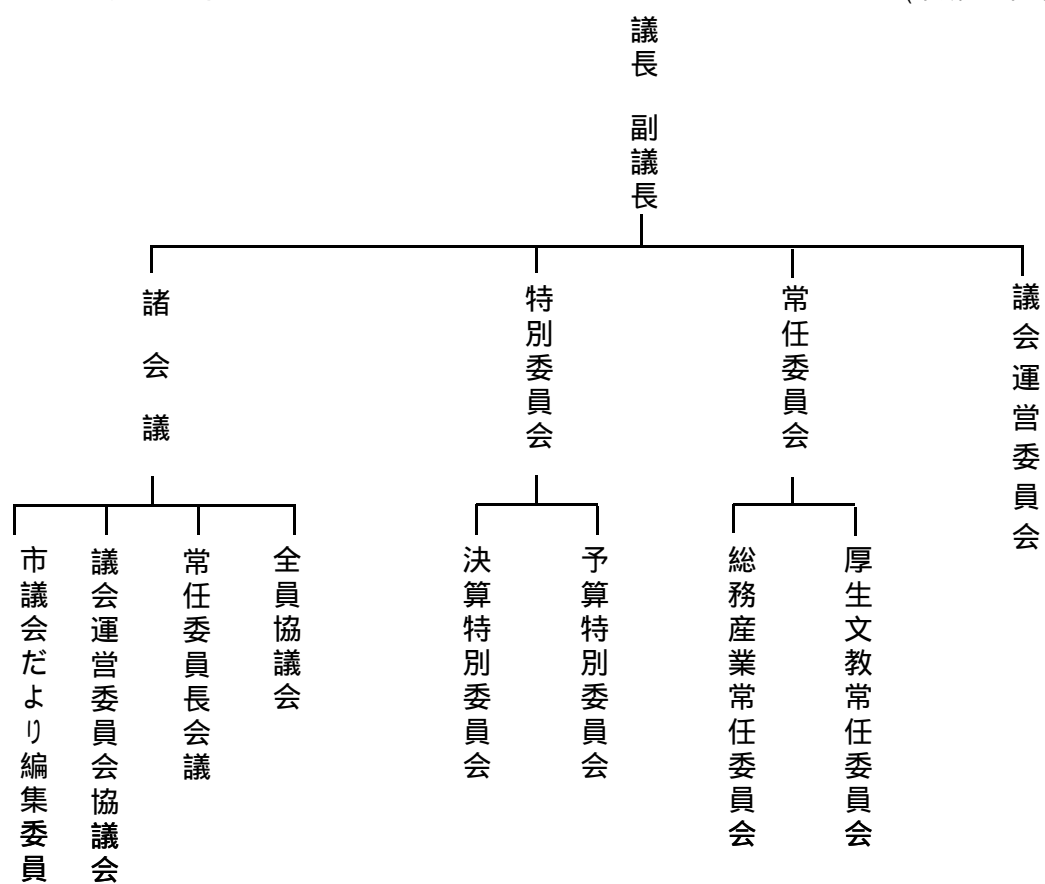 議長　副議長
議会運営委員会
常任委員会
厚生文教常任委員会
総務産業常任委員会
特別委員会
予算特別委員会
決算特別委員会
諸会議
全員協議会
常任委員長会議
議会運営委員会協議会
市議会だより編集委員